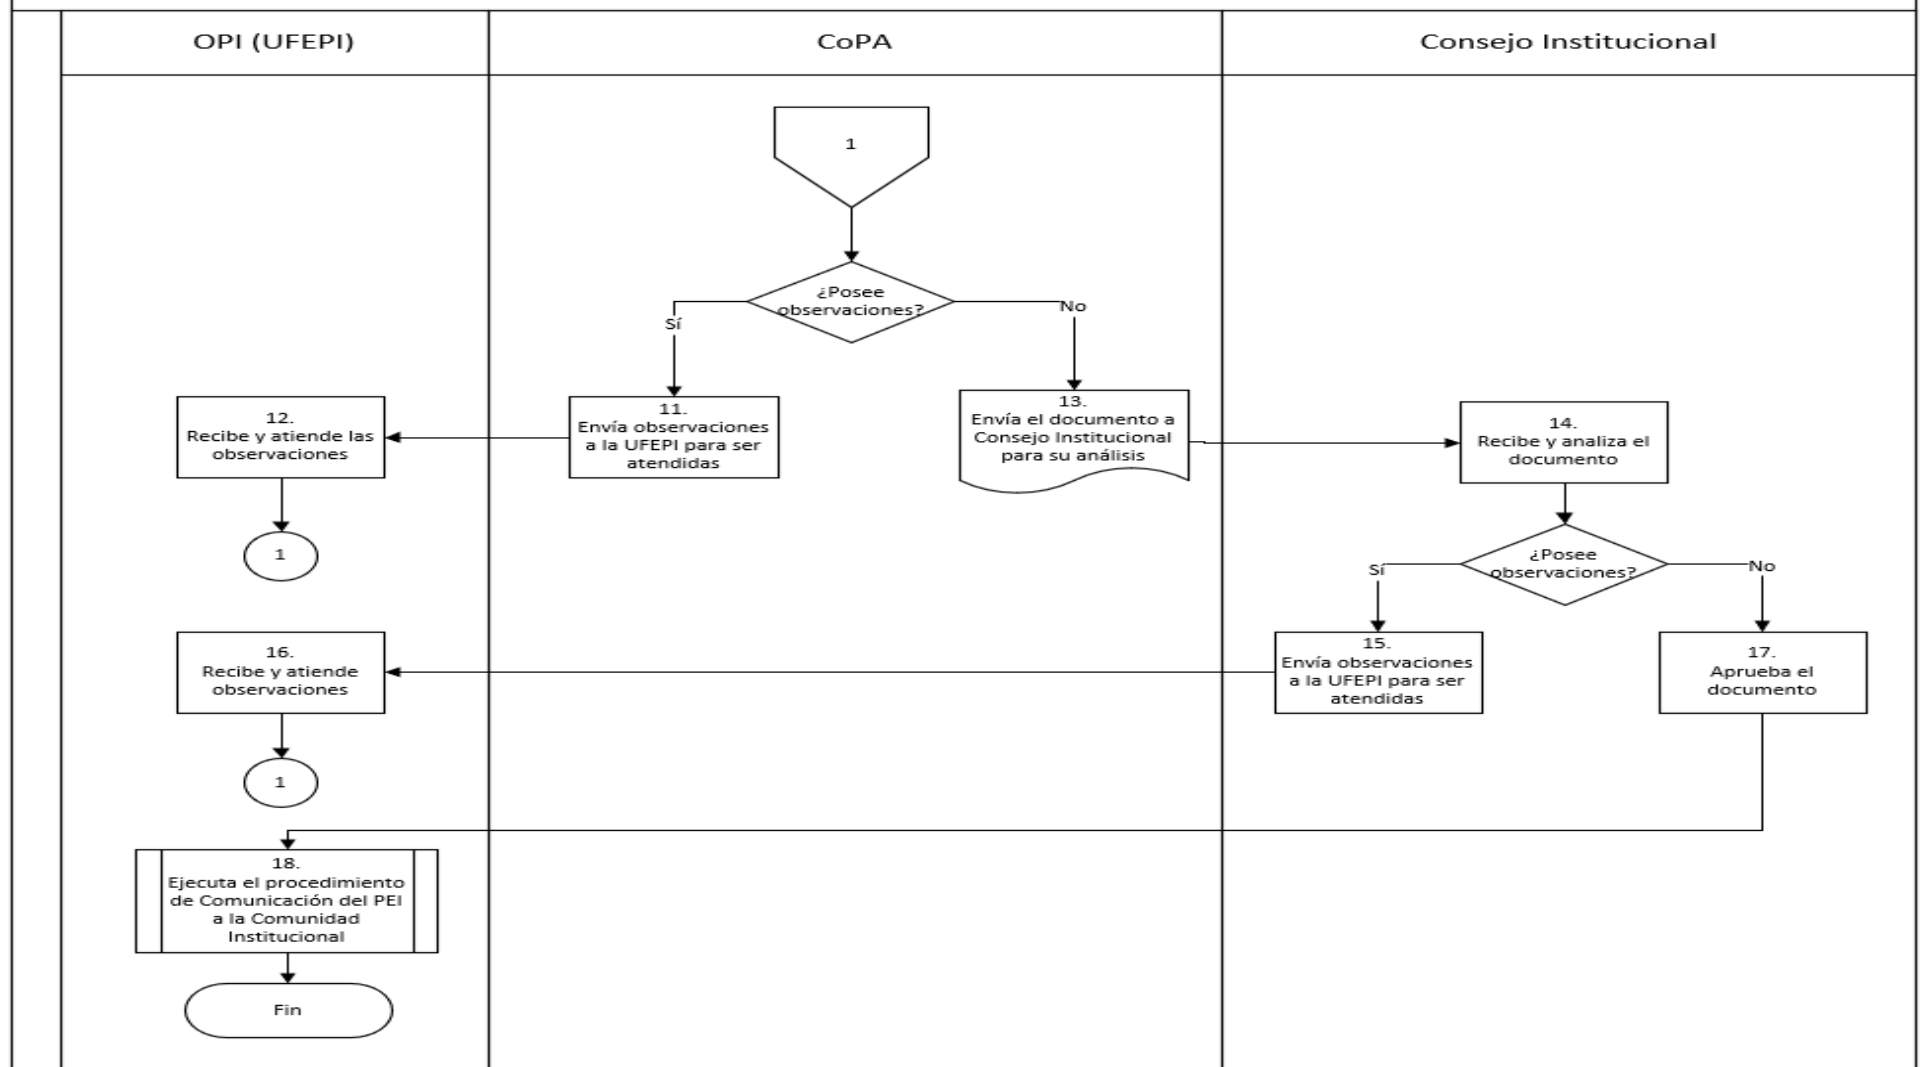 OPI (UFEPI)
CoPA
Consejo Institucional
1
¿Posee
observaciones?
Sí
No
12.
Recibe y atiende las
observaciones
11.
Envía observaciones
a la UFEPI para ser
atendidas
13.
Envía el documento a
Consejo Institucional
para su análisis
14.
Recibe y analiza el
documento
1
¿Posee
observaciones?
Sí
No
16.
Recibe y atiende
observaciones
15.
Envía observaciones
a la UFEPI para ser
atendidas
17.
Aprueba el
documento
1
18.
Ejecuta el procedimiento
de Comunicación del PEI
a la Comunidad
Institucional
Fin